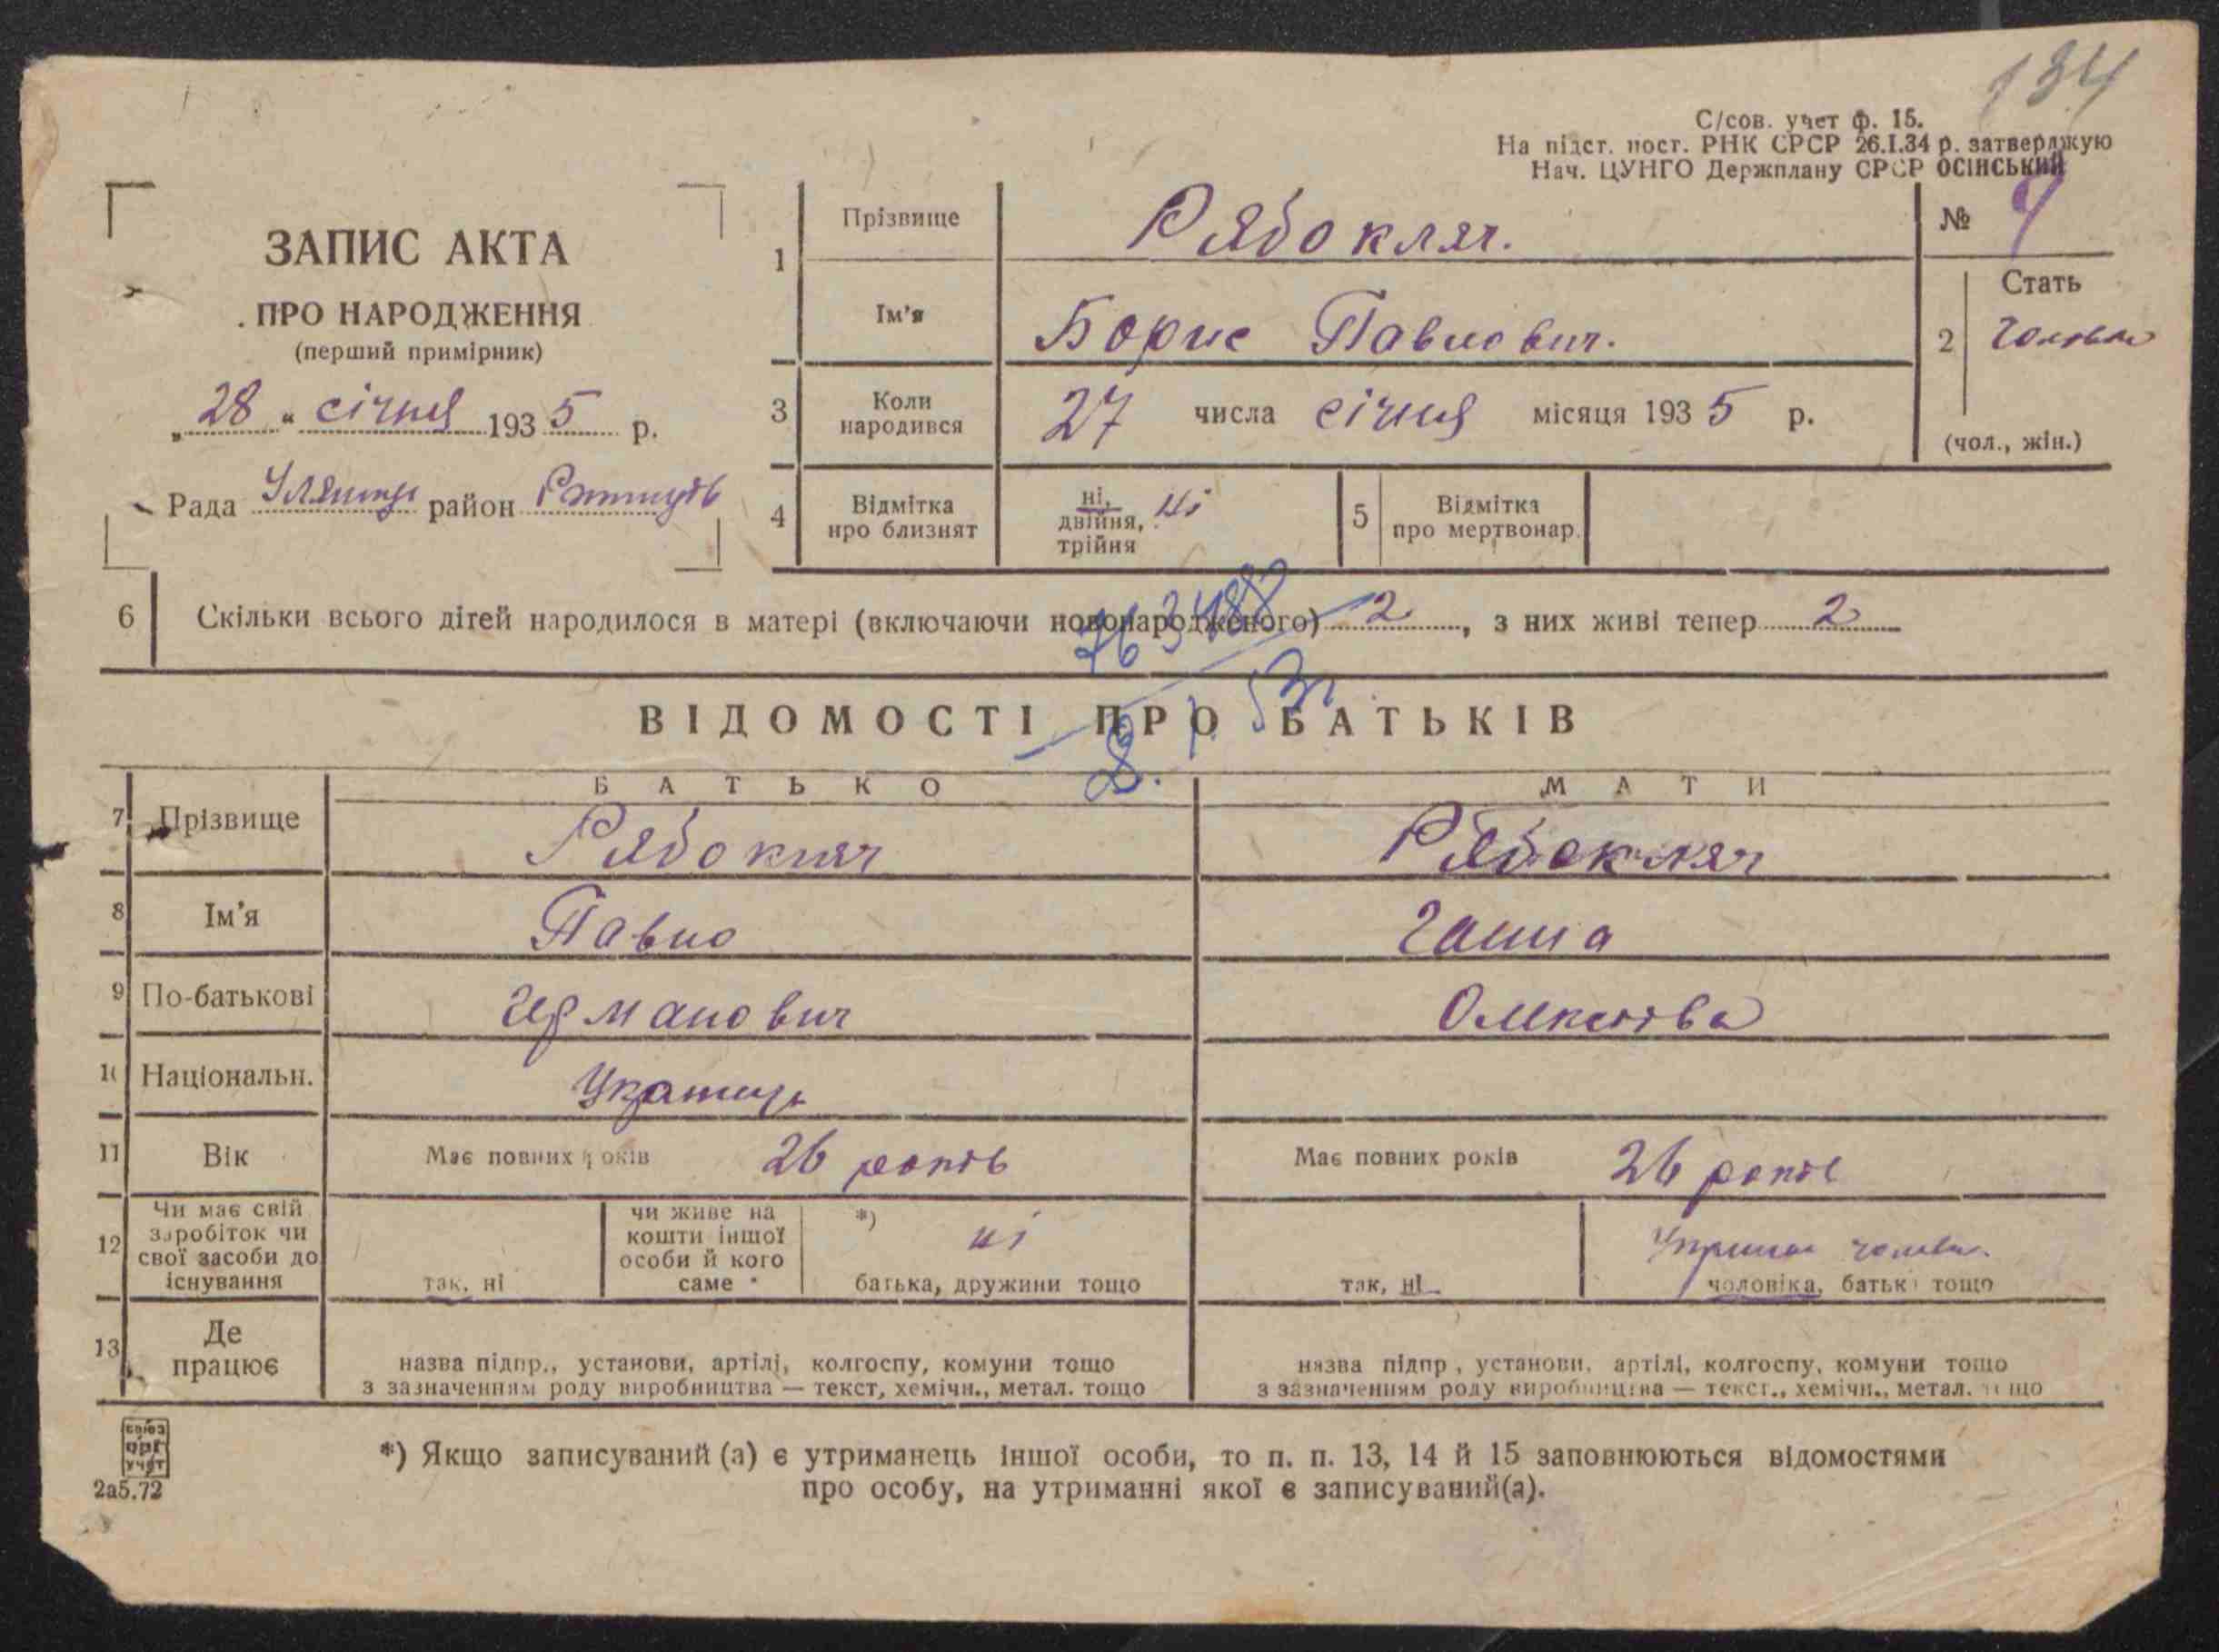 134
С/сов. учет ф. 15.
На підст. пост. РНК СРСР 26.I.34 р. затверджую
Нач. ЦУНГО Держплану СРСР ОСІНСЬКИЙ
ЗАПИС АКТА
ПРО НАРОДЖЕННЯ
(перший примірник)
„28“ січня 1935 р.
Рада район
1 Прізвище Рябокляч.
№
Ім'я Борис Павлович.
2 Стать
(чол., жін.)
3 Коли народився 27 числа січня місяця 1935 р.
4 Відмітка про близнят ні, двійня, трійня ні
5 Відмітка про мертвонар.
6 Скільки всього дітей народилося в матері (включаючи новонародженого) 2, з них живі тепер 2
ВІДОМОСТІ ПРО БАТЬКІВ
БАТЬКО МАТИ
7 Прізвище Рябокляч Рябокляч
8 Ім'я Павло Ганна
9 По-батькові Германович
10 Національн.
11 Вік Має повних років 26 років Має повних років 26 років
12 Чи має свій заробіток чи свої засоби до існування
так, ні
чи живе на кошти іншої особи й кого саме
*) ні
батька, дружини тощо
так, ні
чоловіка, батька тощо
13 Де працює
назва підпр., установи, артілі, колгоспу, комуни тощо
з зазначенням роду виробництва — текст, хемічн., метал. тощо
назва підпр., установи, артілі, колгоспу, комуни тощо
з зазначенням роду виробництва — текст., хемічн., метал. тощо
союз
орг
учет
2а5.72
*) Якщо записуваний (а) є утриманець іншої особи, то п. п. 13, 14 й 15 заповнюються відомостями
про особу, на утриманні якої є записуваний(а).